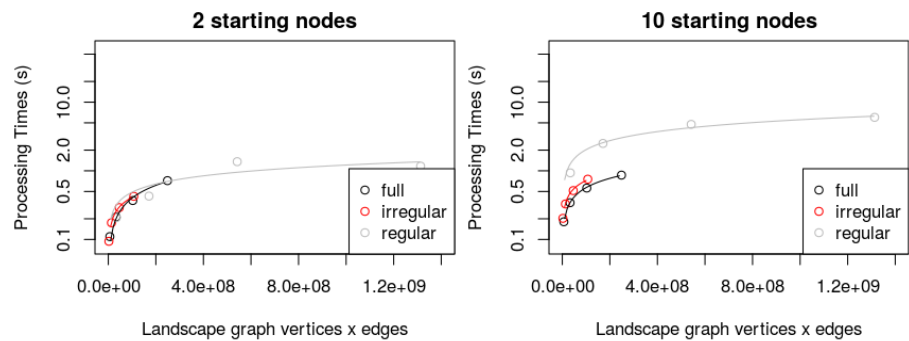 2 starting nodes
Processing Times (s)
10.0
2.0
0.5
0.1
full
irregular
regular
0.0e+00
4.0e+08
8.0e+08
1.2e+09
Landscape graph vertices x edges
10 starting nodes
Processing Times (s)
10.0
2.0
0.5
0.1
full
irregular
regular
0.0e+00
4.0e+08
8.0e+08
1.2e+09
Landscape graph vertices x edges